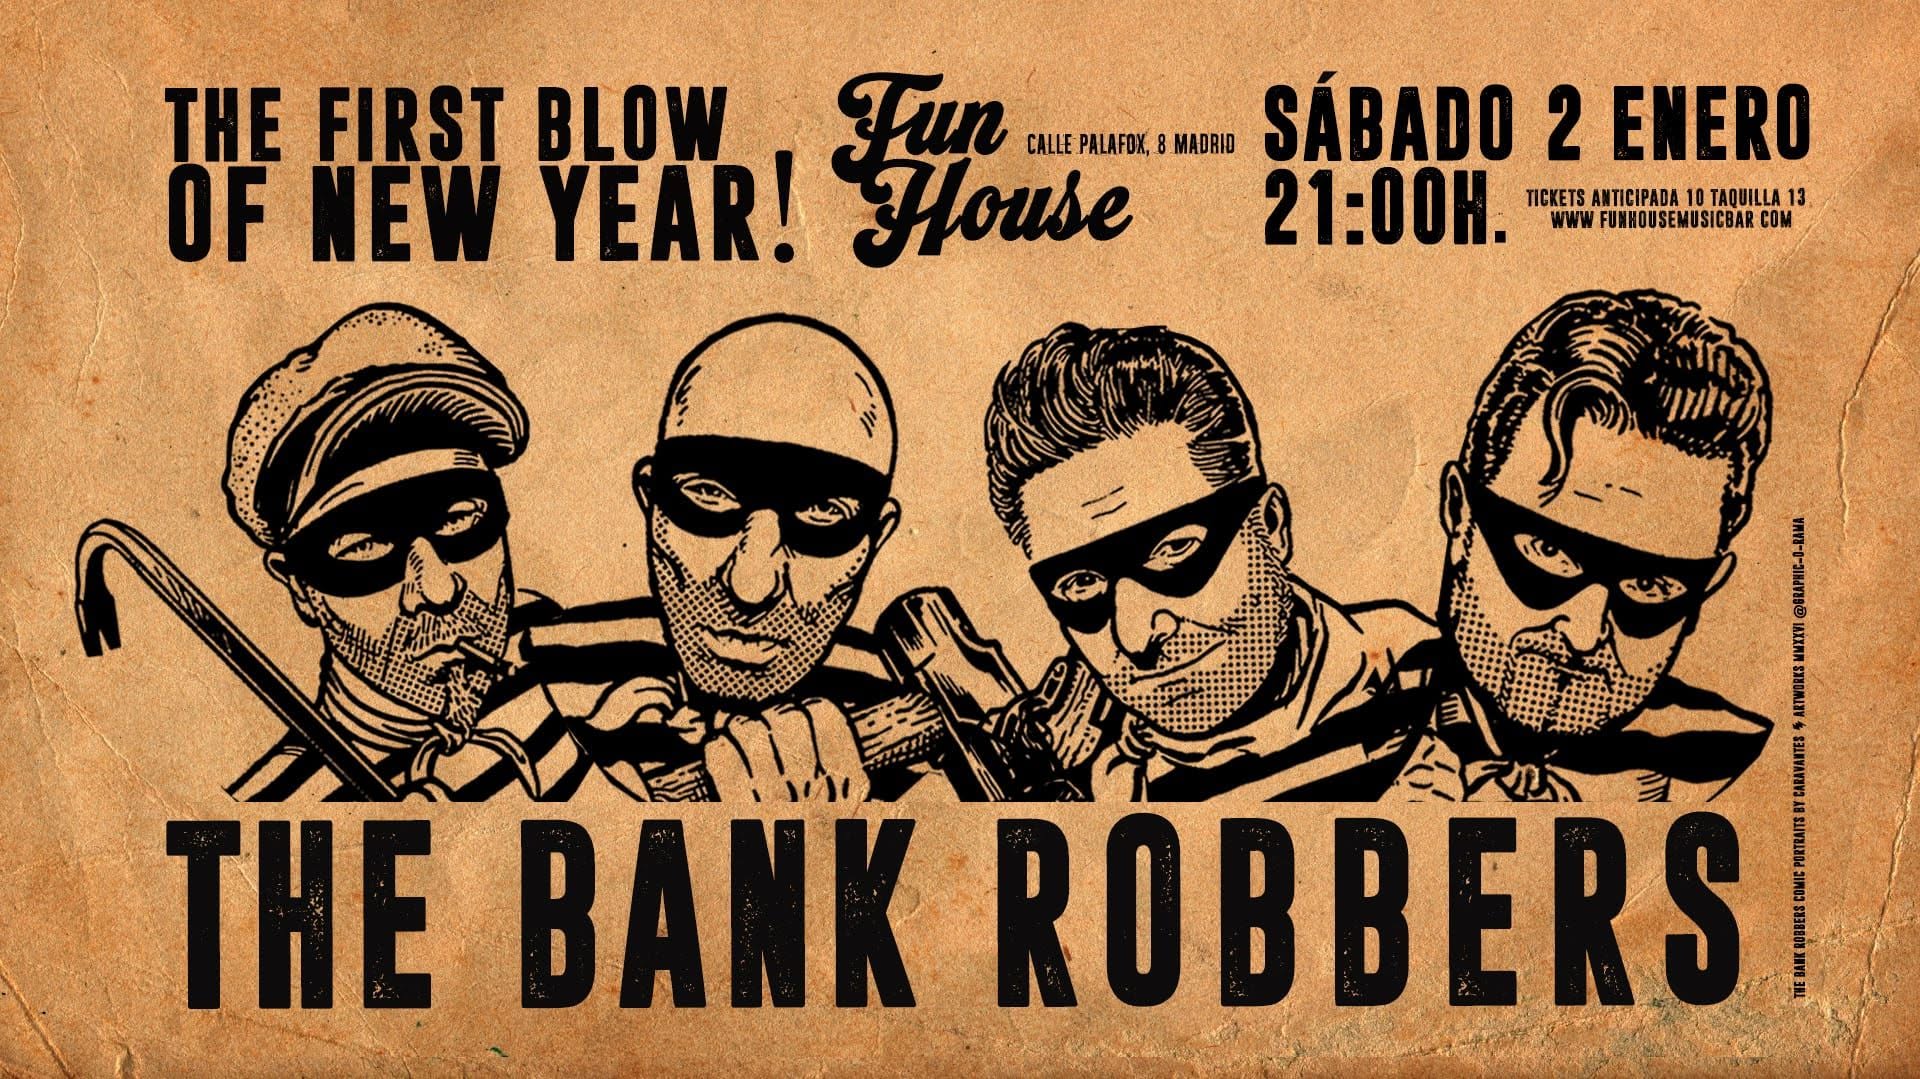 THE FIRST BLOW
OF NEW YEAR!
Fun
House
CALLE PALAFOX, 8 MADRID
SÁBADO 2 ENERO
21:00H.
TICKETS ANTICIPADA 10 TAQUILLA 13
WWW FUNHOUSEMUSICBAR COM
THE BANK ROBBERS
THE BANK ROBBERS COMIC PORTRAITS BY CARAVANTES ϟ ARTWORKS MMXXVI @GRAPHIC-O-RAMA